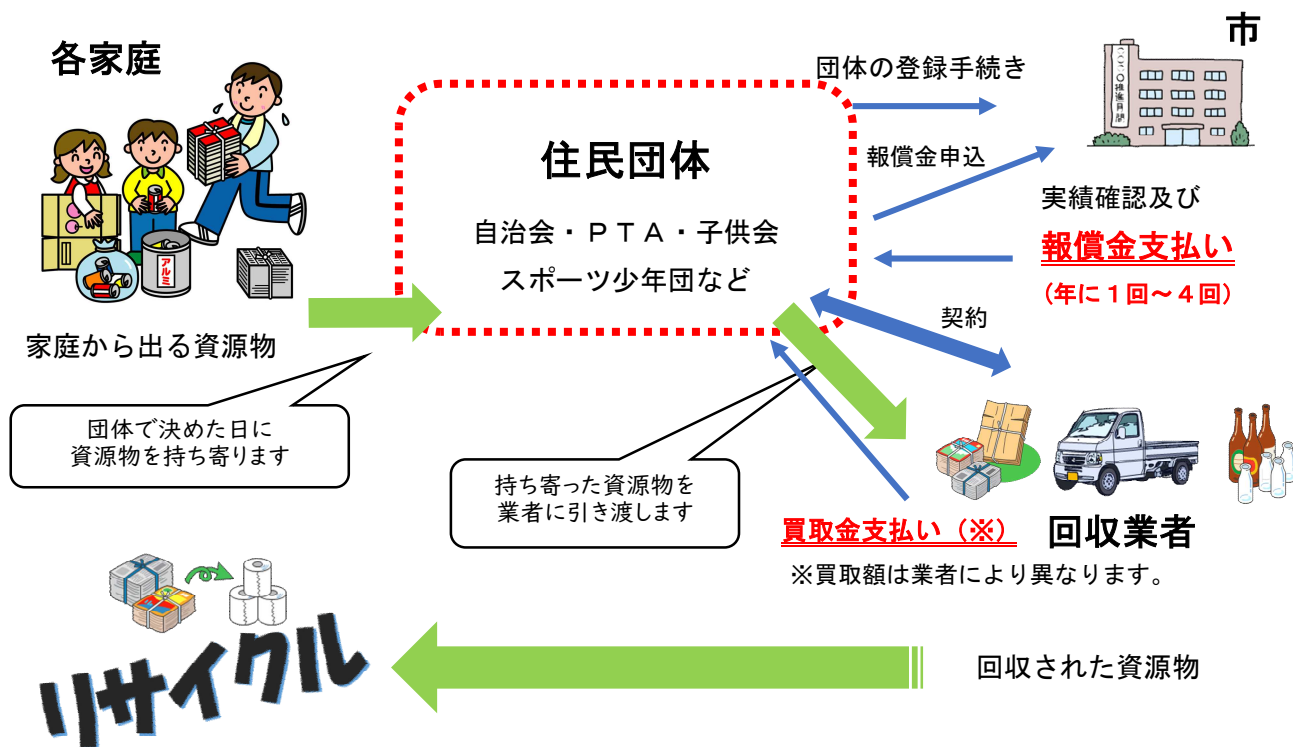 各家庭
アルミ
家庭から出る資源物
団体で決めた日に
資源物を持ち寄ります
住民団体
自治会・ＰＴＡ・子供会
スポーツ少年団など
団体の登録手続き
報償金申込
市
実績確認及び
報償金支払い
（年に１回～４回）
契約
持ち寄った資源物を
業者に引き渡します
買取金支払い（※）
回収業者
※買取額は業者により異なります。
リサイクル
回収された資源物